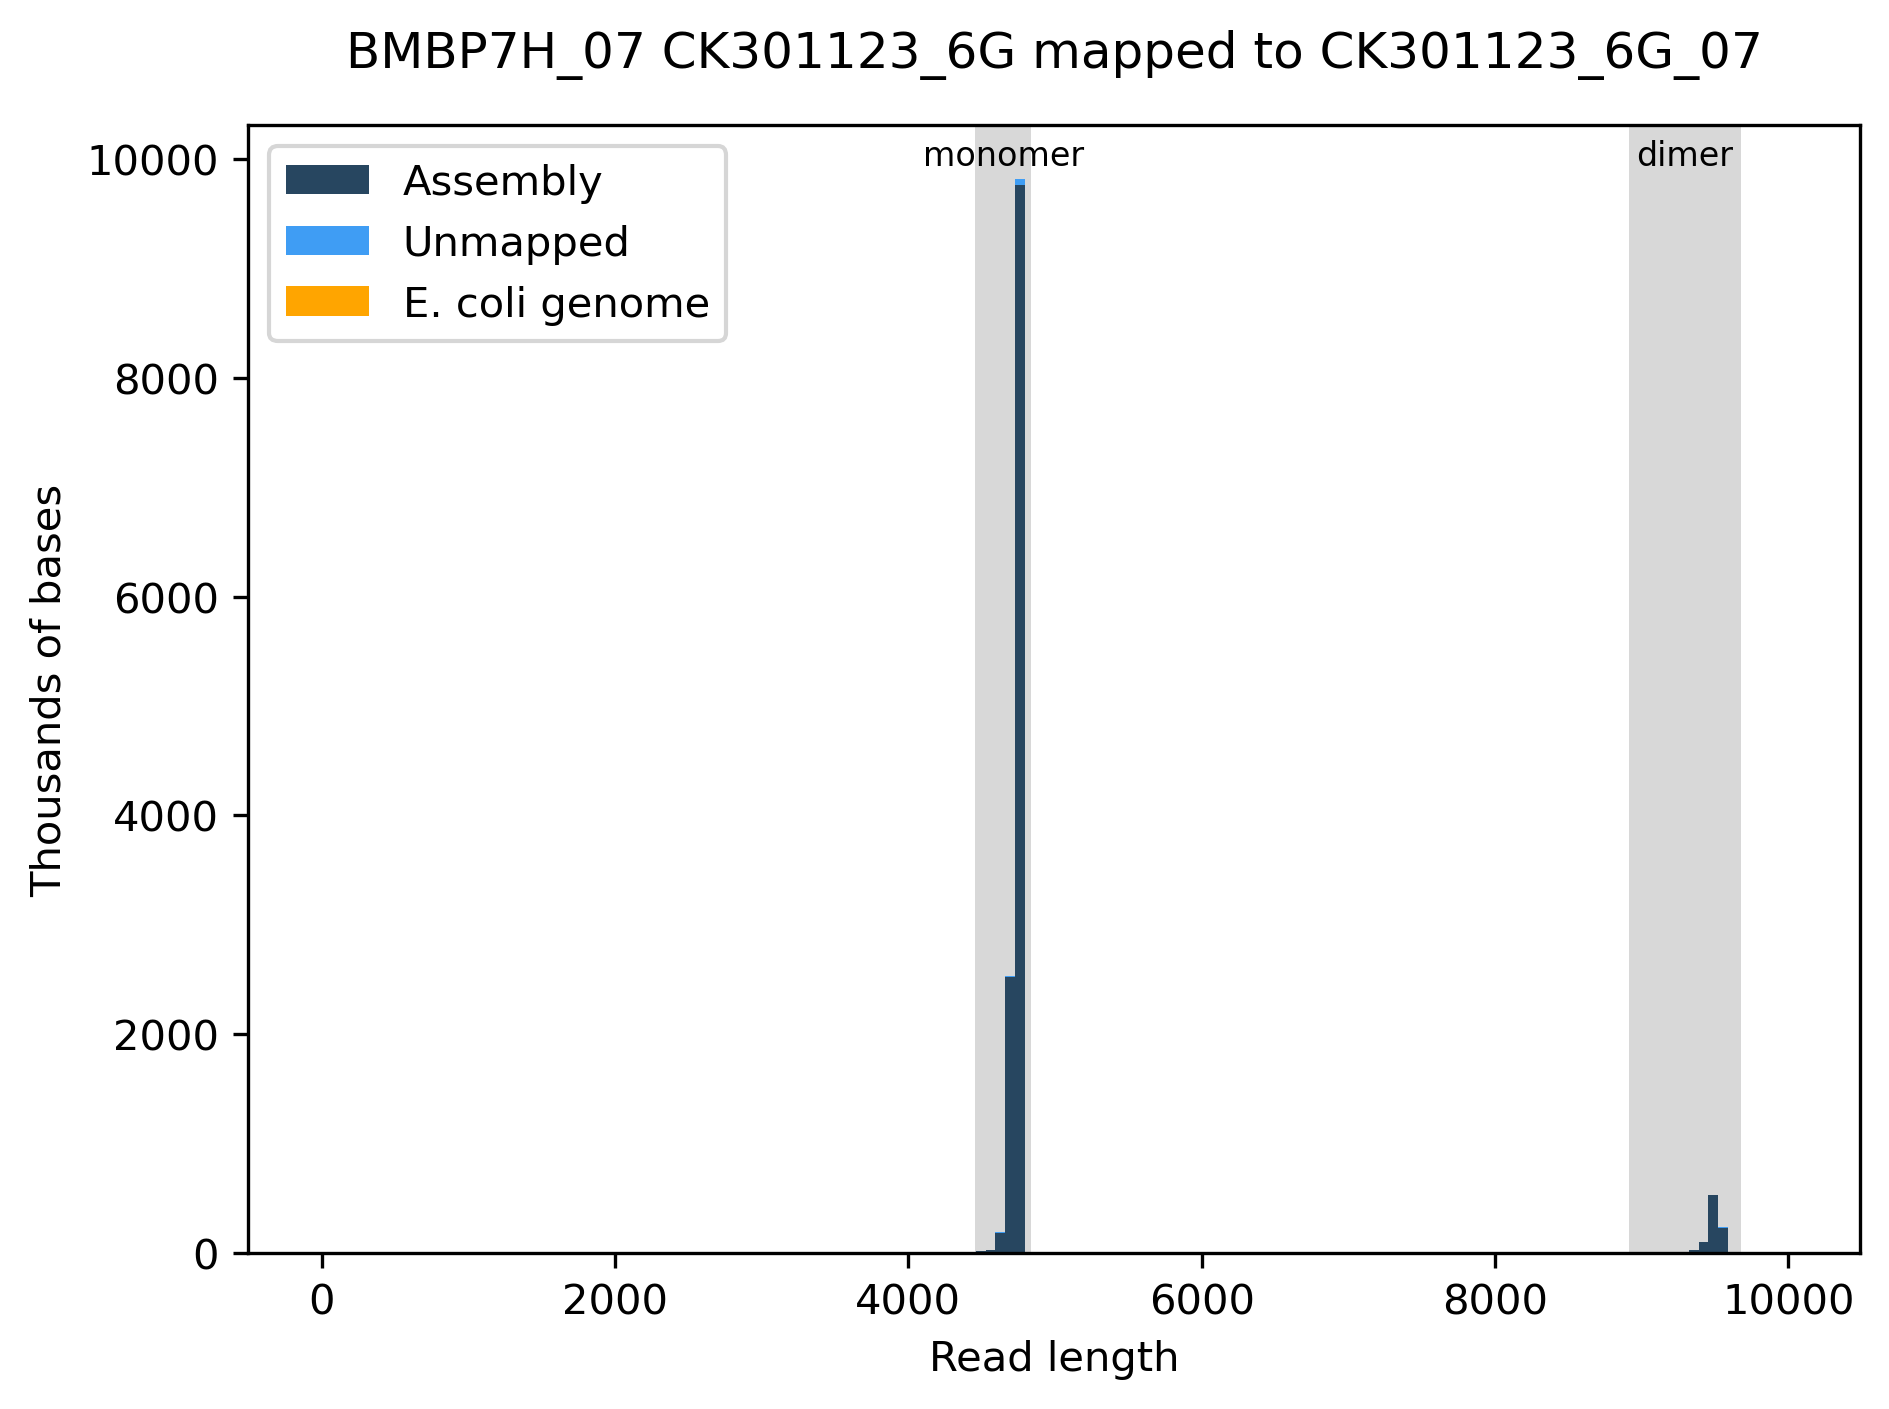 BMBP7H_07 CK301123_6G mapped to CK301123_6G_07
monomer
dimer
Assembly
Unmapped
E. coli genome
10000
8000
6000
4000
2000
0
Thousands of bases
0 2000 4000 6000 8000 10000
Read length